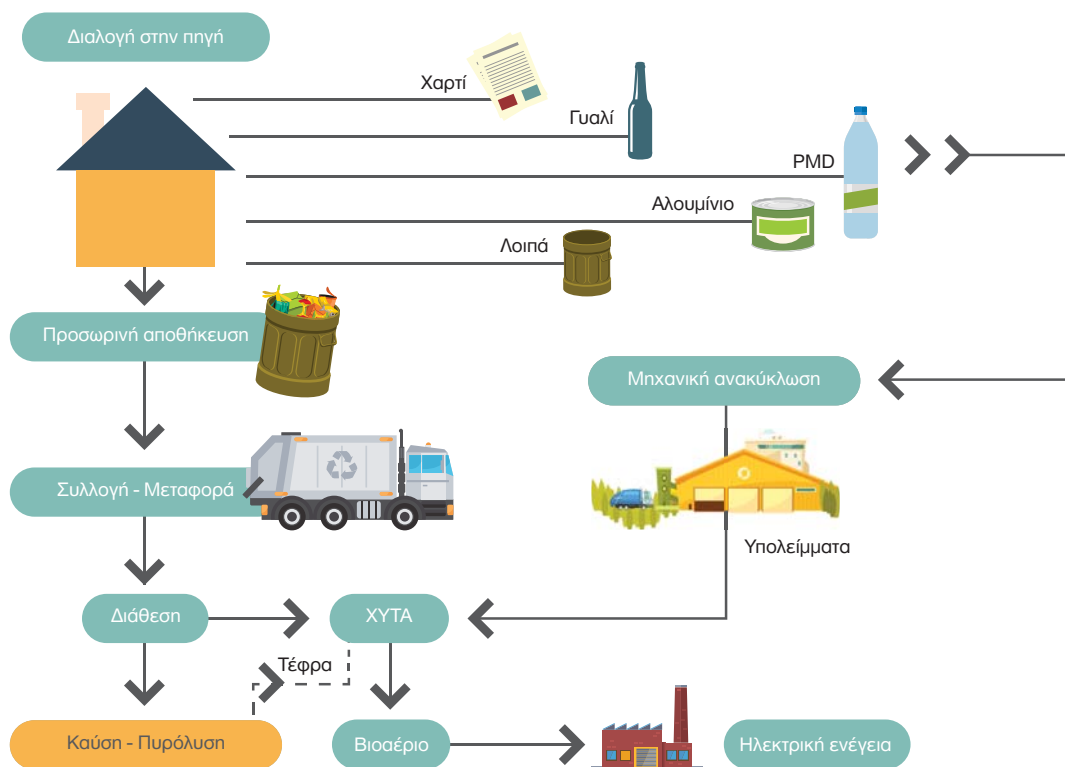 Διαλογή στην πηγή
Χαρτί
Γυαλί
PMD
Αλουμίνιο
Λοιπά
Προσωρινή αποθήκευση
Μηχανική ανακύκλωση
Συλλογή - Μεταφορά
Υπολείμματα
Διάθεση
ΧΥΤΑ
Τέφρα
Καύση - Πυρόλυση
Βιοαέριο
Ηλεκτρική ενέγεια